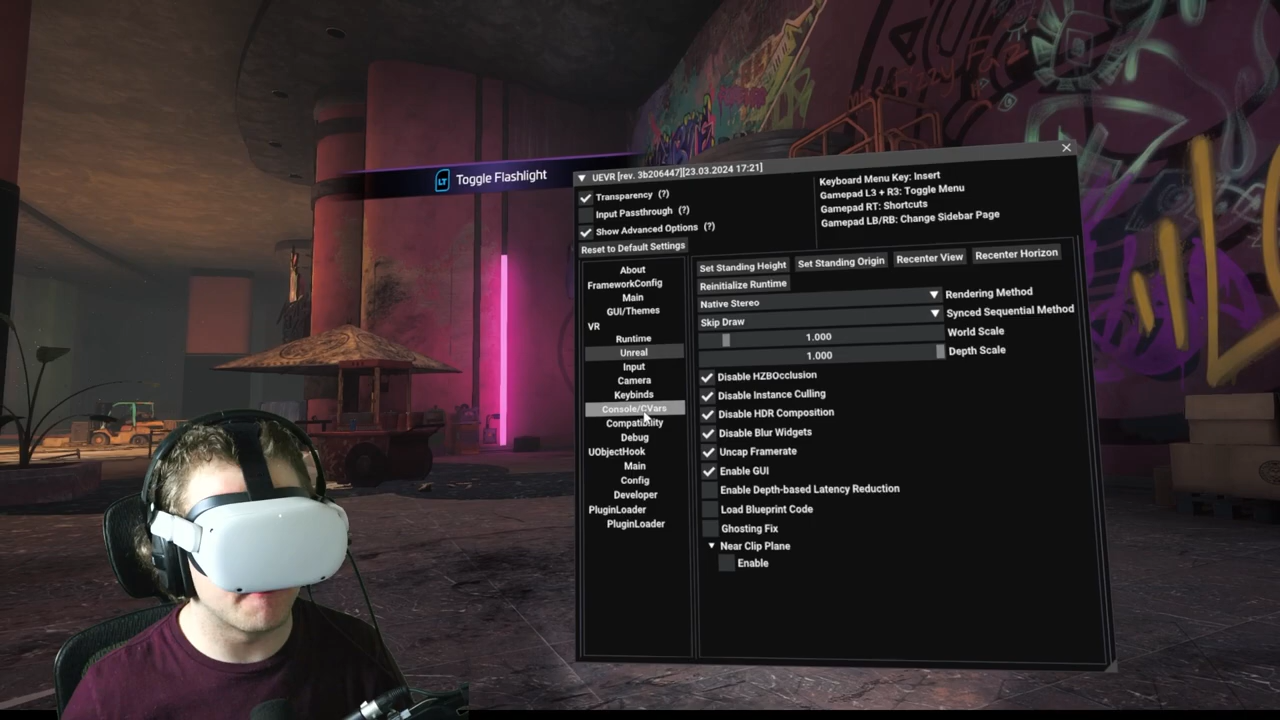 LT Toggle Flashlight
UEVR [rev. 3b206447][23.03.2024 17:21]
Transparency (?)
Input Passthrough (?)
Show Advanced Options (?)
Reset to Default Settings
Keyboard Menu Key: Insert
Gamepad L3 + R3: Toggle Menu
Gamepad RT: Shortcuts
Gamepad LB/RB: Change Sidebar Page
About
FrameworkConfig
Main
GUI/Themes
VR
Runtime
Unreal
Input
Camera
Keybinds
Console/CVars
Compatibility
Debug
UObjectHook
Main
Config
Developer
PluginLoader
PluginLoader
Set Standing Height Set Standing Origin Recenter View Recenter Horizon
Reinitialize Runtime
Native Stereo Rendering Method
Skip Draw Synced Sequential Method
1.000 World Scale
1.000 Depth Scale
Disable HZBOcclusion
Disable Instance Culling
Disable HDR Composition
Disable Blur Widgets
Uncap Framerate
Enable GUI
Enable Depth-based Latency Reduction
Load Blueprint Code
Ghosting Fix
Near Clip Plane
Enable